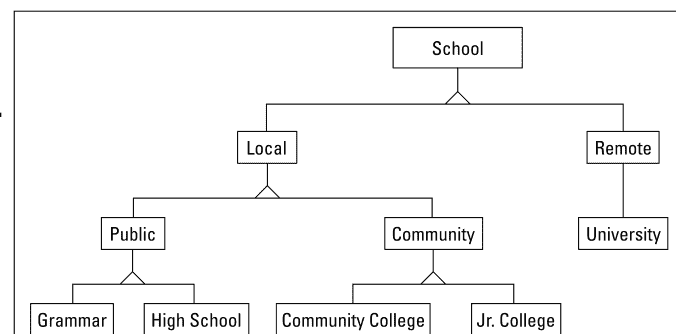 School
Local
Remote
Public
Community
University
Grammar
High School
Community College
Jr. College